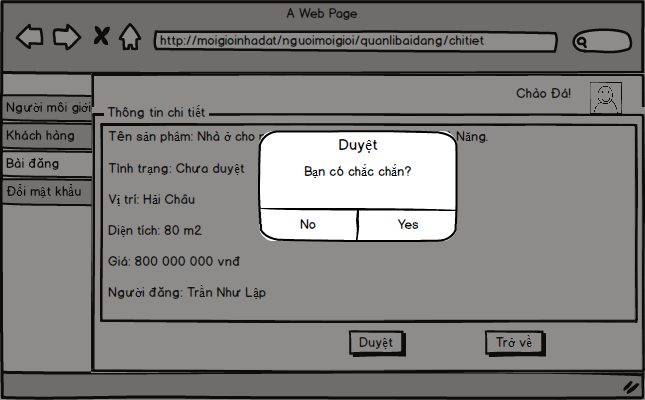 A Web Page
http://moigioinhadat/nguoimoigioi/quanlibaidang/chitiet
Chào Đá!
Người môi giới
Khách hàng
Bài đăng
Đổi mật khẩu
Thông tin chi tiết
Tên sản phẩm: Nhà ở cho Năng.
Tình trạng: Chưa duyệt
Vị trí: Hải Châu
Diện tích: 80 m2
Giá: 800 000 000 vnđ
Người đăng: Trần Như Lập
Duyệt
Bạn có chắc chắn?
No
Yes
Duyệt
Trở về